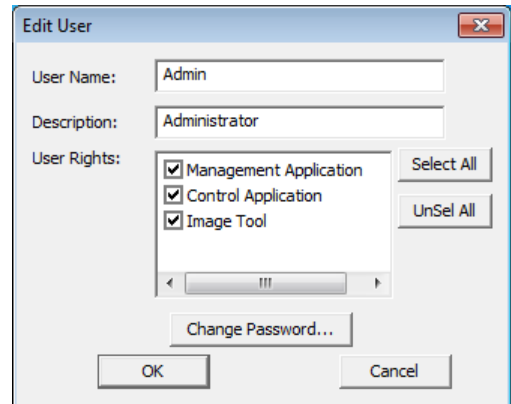 Edit User
User Name: Admin
Description: Administrator
User Rights:
Management Application
Control Application
Image Tool
Select All
UnSel All
Change Password...
OK Cancel